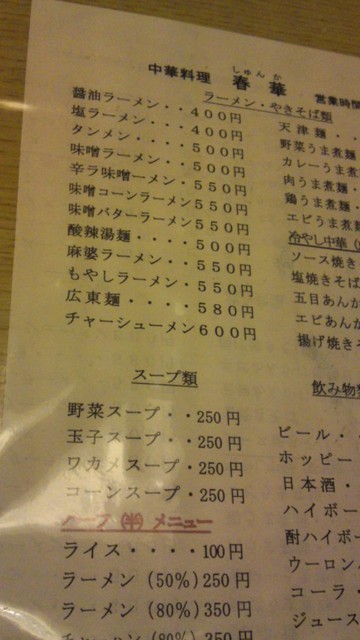 中華料理 春華 営業時間
しゅんか
ラーメン・やきそば類
醤油ラーメン・・４００円
塩ラーメン・・・４００円
タンメン・・・・５００円
味噌ラーメン・・５００円
辛ラ味噌ーメン・５５０円
味噌コーンラーメン５５０円
味噌バターラーメン５５０円
酸辣湯麺・・・・５００円
麻婆ラーメン・・５５０円
もやしラーメン・５５０円
広東麺・・・・５８０円
チャーシューメン６００円
天津麺・・
野菜うま煮
カレーうま煮
肉うま煮麺
鶏うま煮麺・
エビうま煮
冷やし中華
ソース焼き
塩焼きそば
五目あんか
エビあんか
揚げ焼きそ
スープ類
野菜スープ・・250円
玉子スープ・・250円
ワカメスープ・250円
コーンスープ・250円
ハーフ（半）メニュー
ライス・・・・100円
ラーメン（50%）250円
ラーメン（80%）350円
飲み物類
ビール・・
ホッピー・
日本酒・・
ハイボー
酎ハイボー
ウーロン
コーラ・
ジュース